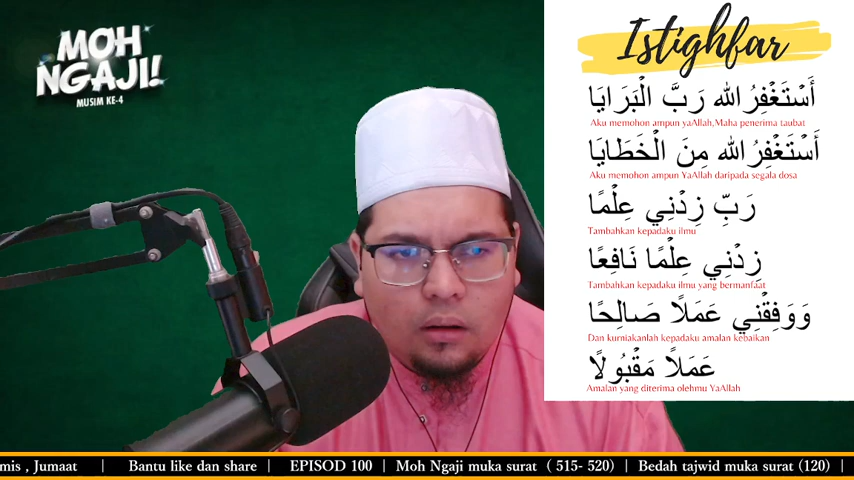 MOH
NGAJI!
MUSIM KE-4
Istighfar
أَسْتَغْفِرُ الله رَبَّ الْبَرَايَا
Aku memohon ampun yaAllah,Maha penerima taubat
أَسْتَغْفِرُ الله مِنَ الْخَطَايَا
Aku memohon ampun YaAllah daripada segala dosa
رَبِّ زِدْنِي عِلْمًا
Tambahkan kepadaku ilmu
زِدْنِي عِلْمًا نَافِعًا
Tambahkan kepadaku ilmu yang bermanfaat
وَوَفِقْنِي عَمَلاً صَالِحًا
Dan kurniakanlah kepadaku amalan kebaikan
عَمَلاً مَقْبُولاً
Amalan yang diterima olehmu YaAllah
mis , Jumaat | Bantu like dan share | EPISOD 100 | Moh Ngaji muka surat ( 515- 520) | Bedah tajwid muka surat (120) |